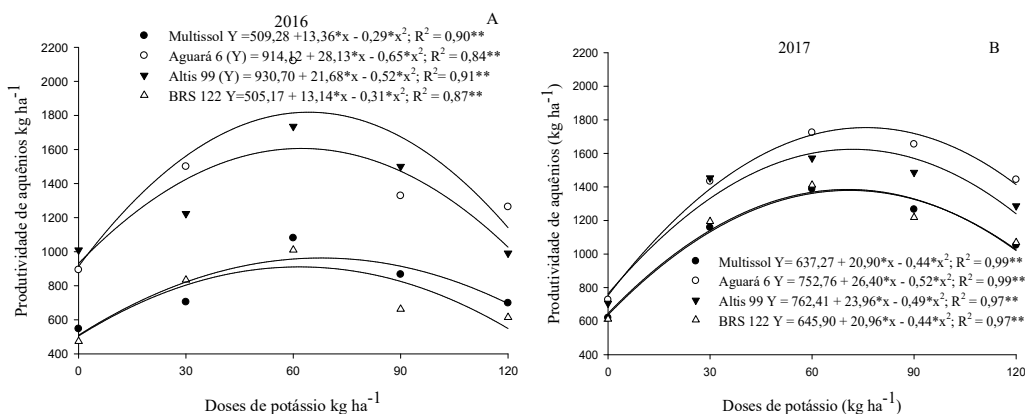 2016 A
Multissol Y =509,28 +13,36*x - 0,29*x²; R² = 0,90**
Aguará 6 (Y) = 914,12 + 28,13*x - 0,65*x²; R² = 0,84**
Altis 99 (Y) = 930,70 + 21,68*x - 0,52*x²; R²= 0,91**
BRS 122 Y=505,17 + 13,14*x - 0,31*x²; R² = 0,87**
Produtividade de aquênios kg ha⁻¹
2200
2000
1800
1600
1400
1200
1000
800
600
400
0 30 60 90 120
Doses de potássio kg ha⁻¹
2017 B
Produtividade de aquênios (kg ha⁻¹)
2200
2000
1800
1600
1400
1200
1000
800
600
400
Multissol Y = 637,27 + 20,90*x - 0,44*x²; R² = 0,99**
Aguará 6 Y = 752,76 + 26,40*x - 0,52*x²; R² = 0,99**
Altis 99 Y = 762,41 + 23,96*x - 0,49*x²; R² = 0,97**
BRS 122 Y = 645,90 + 20,96*x - 0,44*x²; R² = 0,97**
0 30 60 90 120
Doses de potássio (kg ha⁻¹)